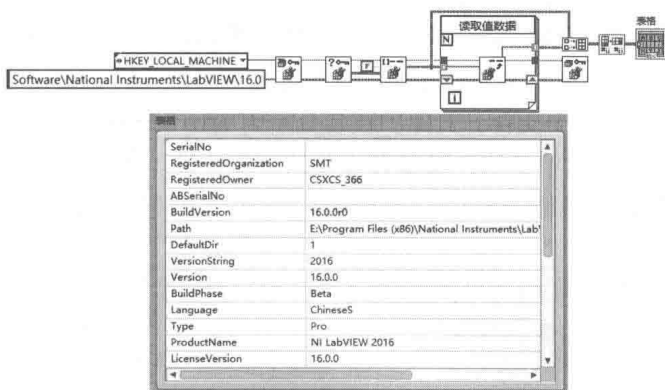 读取值数据
表格
N
HKEY_LOCAL_MACHINE
F
Software\National Instruments\LabVIEW\16.0
i
表格
SerialNo
RegisteredOrganization SMT
RegisteredOwner CSXCS_366
ABSerialNo
BuildVersion 16.0.0r0
Path E:\Program Files (x86)\National Instruments\Lab
DefaultDir 1
VersionString 2016
Version 16.0.0
BuildPhase Beta
Language ChineseS
Type Pro
ProductName NI LabVIEW 2016
LicenseVersion 16.0.0